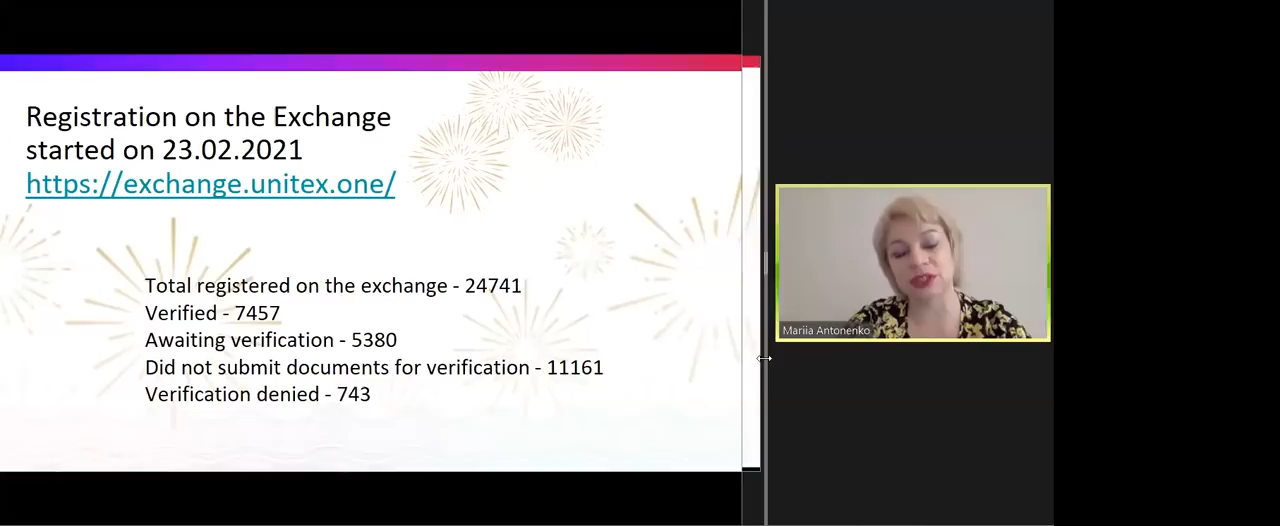 Registration on the Exchange
started on 23.02.2021
https://exchange.unitex.one/
Total registered on the exchange - 24741
Verified - 7457
Awaiting verification - 5380
Did not submit documents for verification - 11161
Verification denied - 743
Mariia Antonenko